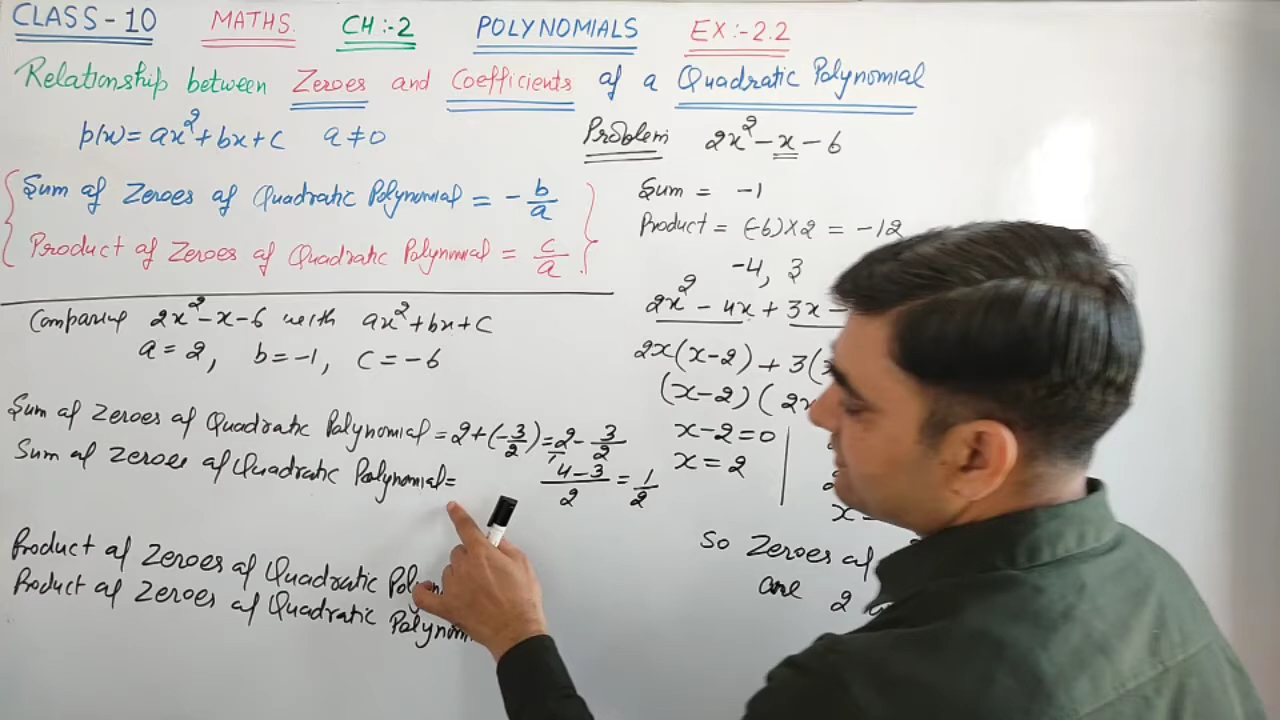 CLASS-10 MATHS. CH:-2 POLYNOMIALS EX:-2.2
Relationship between Zeroes and Coefficients of a Quadratic Polynomial
p(x) = ax²+bx+c a≠0
Sum of Zeroes of Quadratic Polynomial = -b/a
Product of Zeroes of Quadratic Polynomial = c/a
Comparing 2x²-x-6 with ax²+bx+c
a=2, b=-1, c=-6
Sum of Zeroes of Quadratic Polynomial = 2+(-3/2) = 2/1 - 3/2
Sum of Zeroes of Quadratic Polynomial =
4-3/2 = 1/2
Product of Zeroes of Quadratic
Product of Zeroes of Quadratic
Problem 2x²-x-6
Sum = -1
Product = (-6)×2 = -12
-4, 3
2x² - 4x + 3x -
2x(x-2) + 3(
(x-2) (
x-2=0
x=2
x=
So Zeroes of
are 2